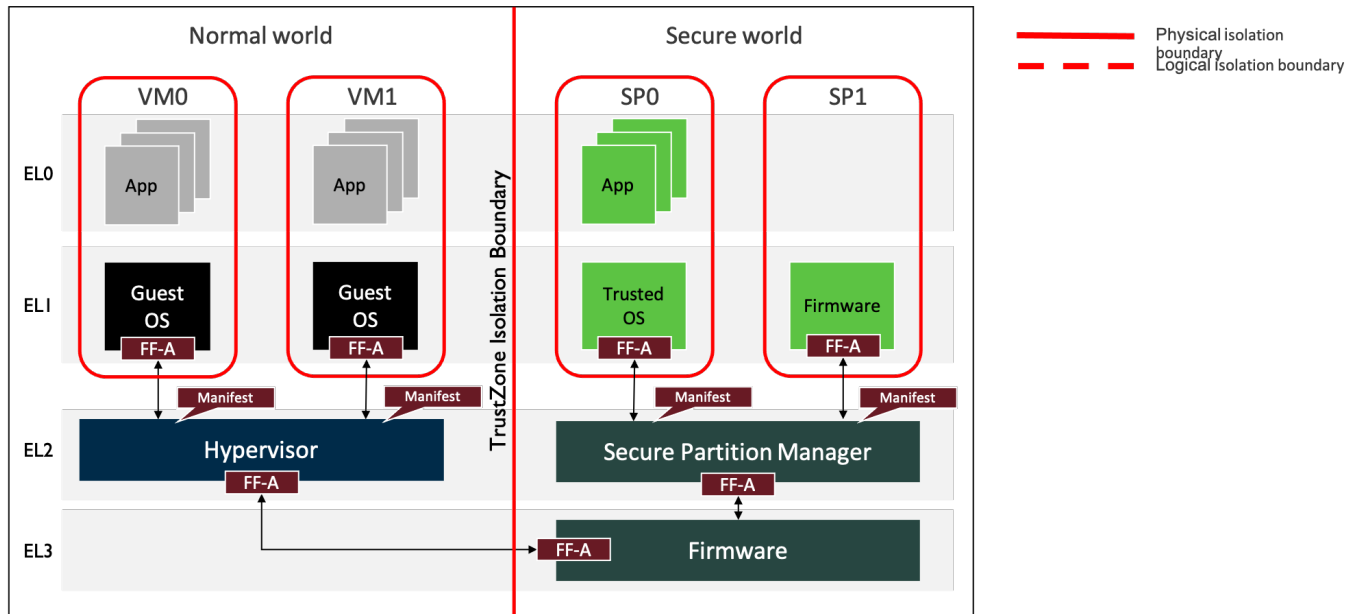 Normal world
Secure world
Physical isolation
boundary
Logical isolation boundary
VM0
VM1
SP0
SP1
EL0
App
App
App
TrustZone Isolation Boundary
EL1
Guest
OS
Guest
OS
Trusted
OS
Firmware
FF-A
FF-A
FF-A
FF-A
Manifest
Manifest
Manifest
Manifest
EL2
Hypervisor
Secure Partition Manager
FF-A
FF-A
EL3
FF-A
Firmware